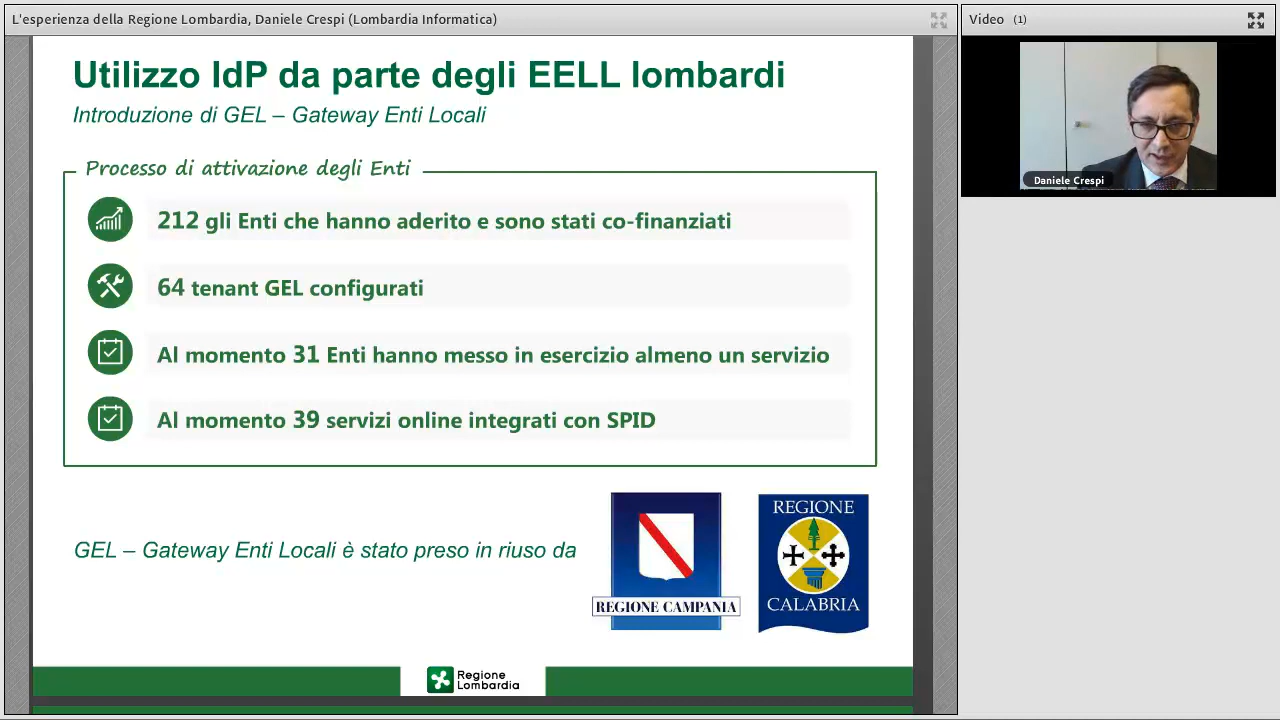 L'esperienza della Regione Lombardia, Daniele Crespi (Lombardia Informatica)
Video (1)
Utilizzo IdP da parte degli EELL lombardi
Introduzione di GEL – Gateway Enti Locali
Processo di attivazione degli Enti
212 gli Enti che hanno aderito e sono stati co-finanziati
64 tenant GEL configurati
Al momento 31 Enti hanno messo in esercizio almeno un servizio
Al momento 39 servizi online integrati con SPID
GEL – Gateway Enti Locali è stato preso in riuso da
REGIONE CAMPANIA
REGIONE
CALABRIA
Regione
Lombardia
Daniele Crespi